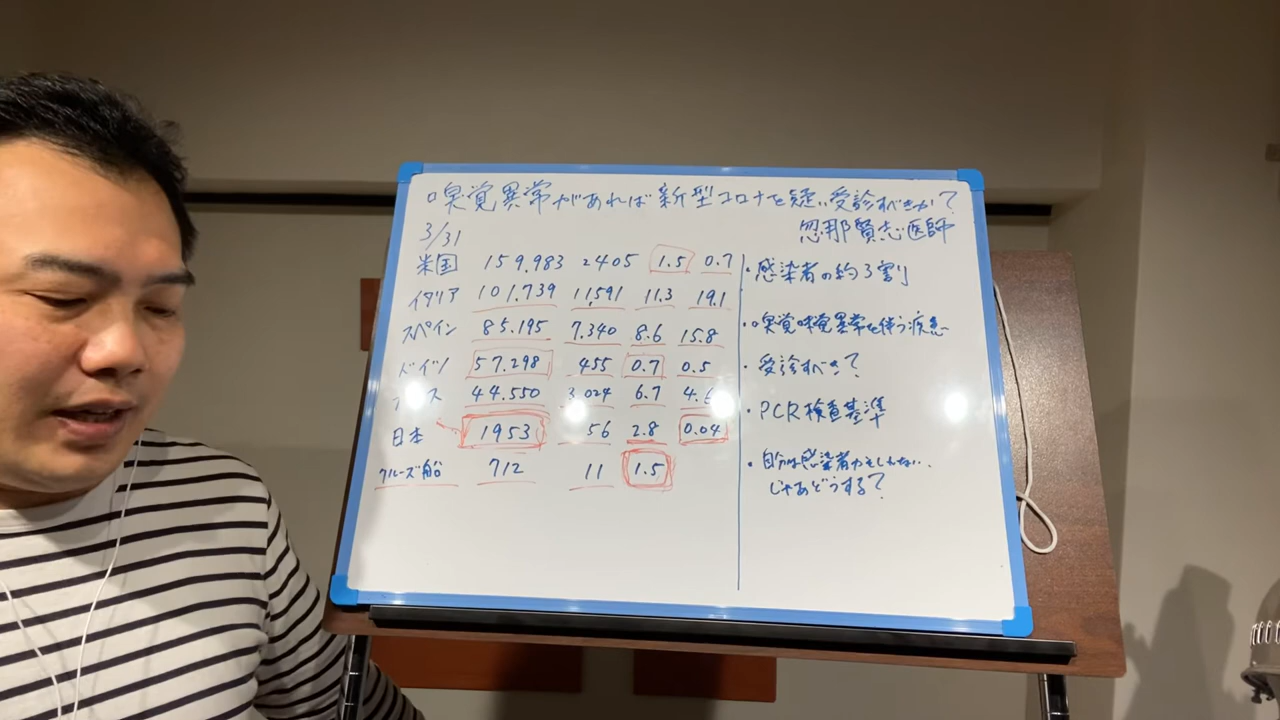 嗅覚異常があれば新型コロナを疑い受診すべきか?
忽那賢志医師
3/31
米国 159.983 2405 1.5 0.7
イタリア 101.739 11,591 11.3 19.1
スペイン 85.195 7.340 8.6 15.8
ドイツ 57.298 455 0.7 0.5
44.550 3.024 6.7
日本 1953 56 2.8 0.04
クルーズ船 712 11 1.5
・感染者の約3割
・嗅覚味覚異常を伴う疾患
・受診すべき?
・PCR検査基準
・自分は感染者かもしれない..
じゃあどうする?